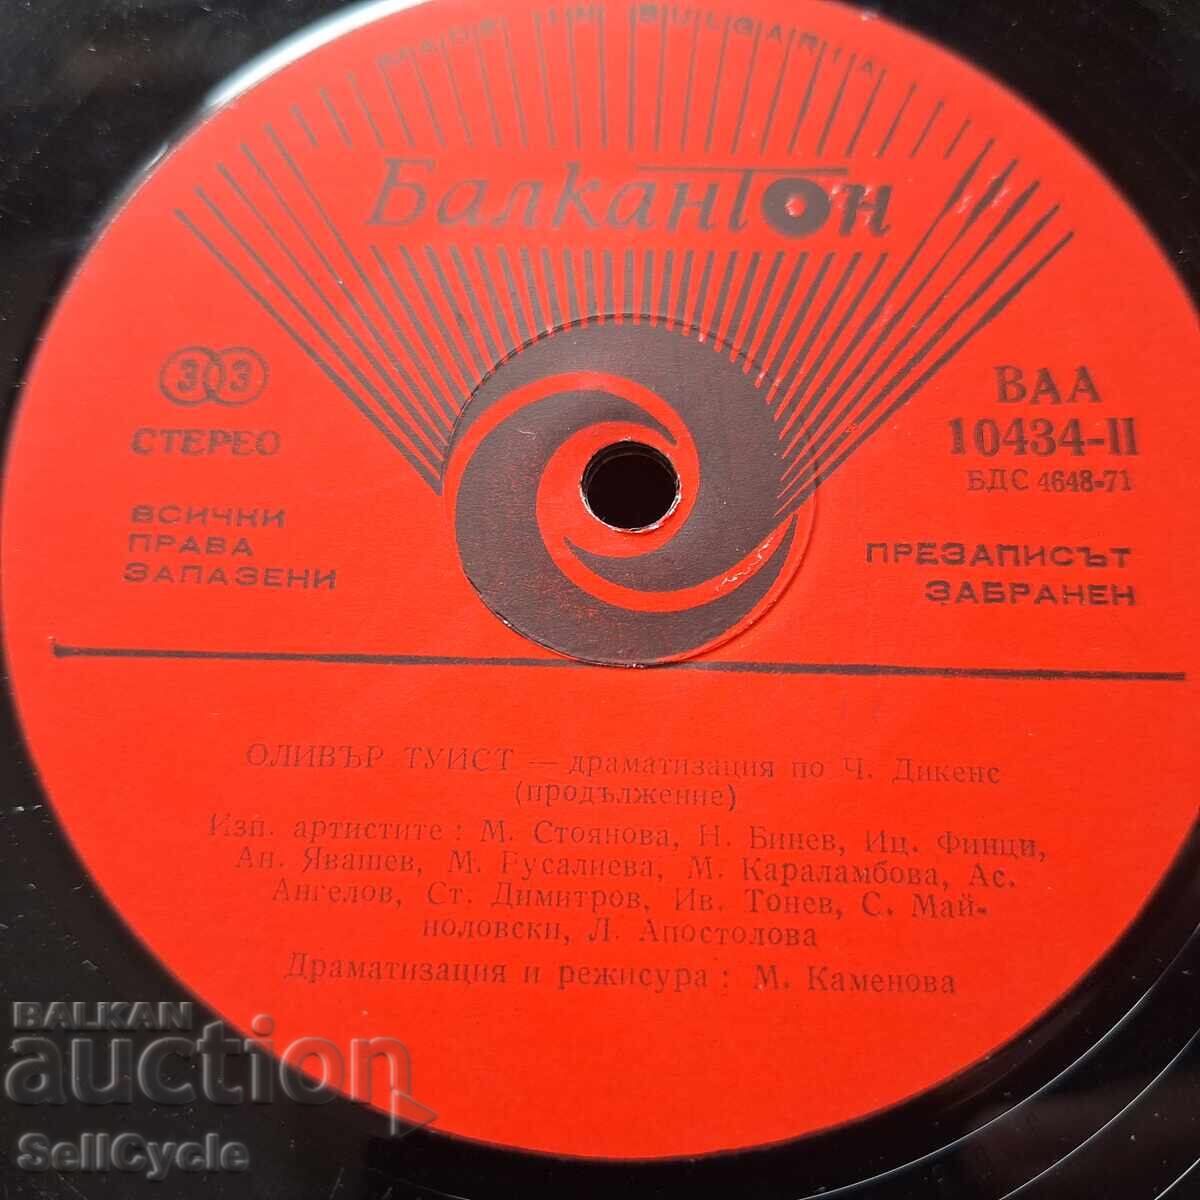 MADE IN BULGARIA
Балкантон
33
СТЕРЕО
ВАА
10434-II
БДС 4648-71
ВСИЧКИ
ПРАВА
ЗАПАЗЕНИ
ПРЕЗАПИСЪТ
ЗАБРАНЕН
ОЛИВЪР ТУИСТ — драматизация по Ч. Дикенс
(продължение)
Изп. артистите: М. Стоянова, Н. Бинев, Иц. Финци,
Ан. Явашев, М. Русалиева, М. Караламбова, Ас.
Ангелов, Ст. Димитров, Ив. Тонев, С. Май-
ноловски, Л. Апостолова
Драматизация и режисура: М. Каменова
BALKAN
auction
SellCycle